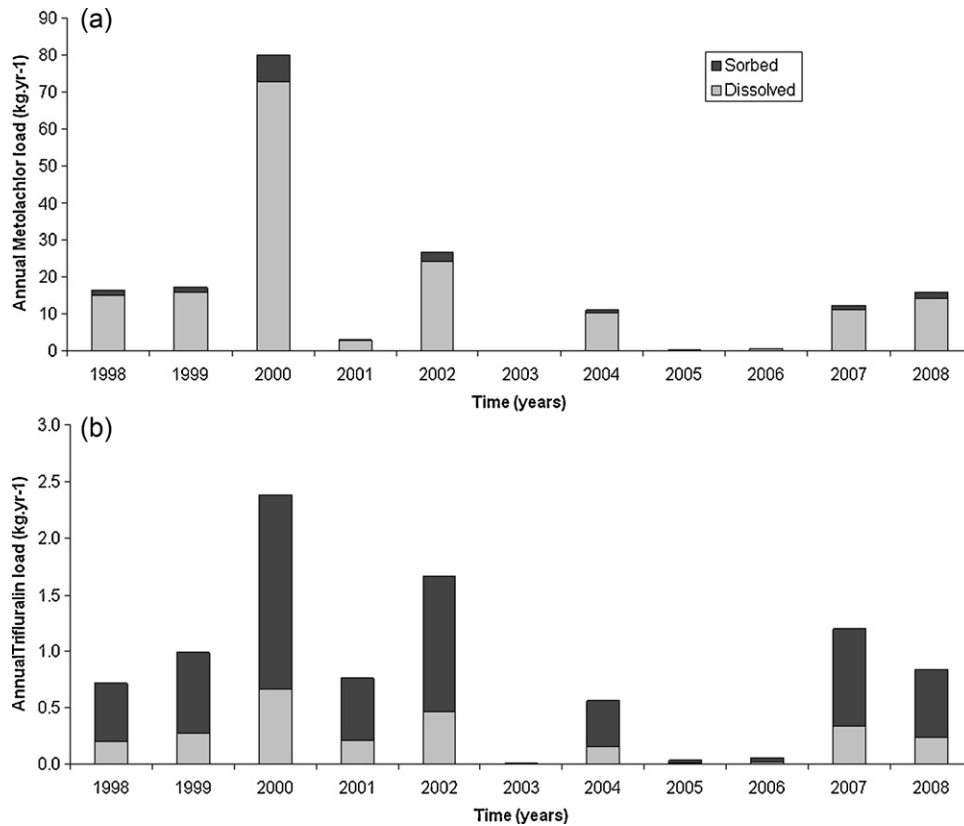 (a)
Annual Metolachlor load (kg.yr-1)
90
80
70
60
50
40
30
20
10
0
Sorbed
Dissolved
1998 1999 2000 2001 2002 2003 2004 2005 2006 2007 2008
Time (years)
(b)
AnnualTrifluralin load (kg.yr-1)
3.0
2.5
2.0
1.5
1.0
0.5
0.0
1998 1999 2000 2001 2002 2003 2004 2005 2006 2007 2008
Time (years)